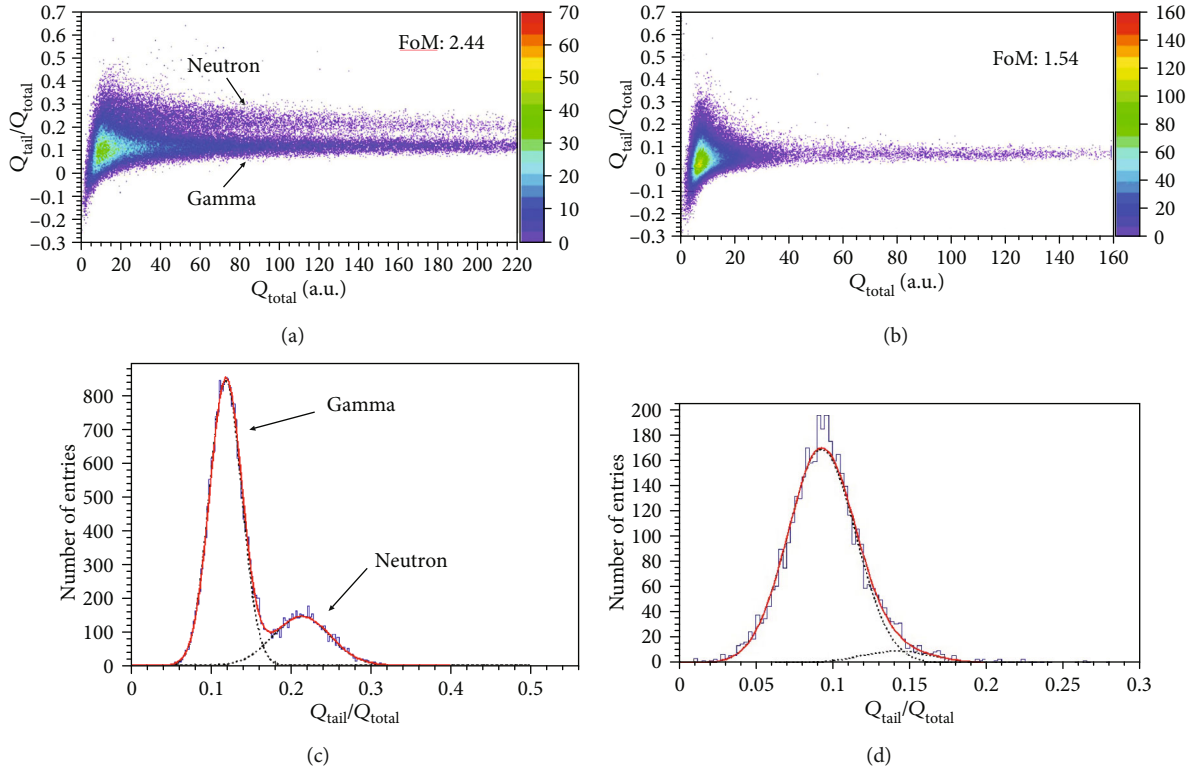 0.7
0.6
0.5
0.4
0.3
0.2
0.1
0
–0.1
–0.2
–0.3
Q_tail/Q_total
FoM: 2.44
Neutron
Gamma
70
60
50
40
30
20
10
0
0 20 40 60 80 100 120 140 160 180 200 220
Q_total (a.u.)
(a)
0.7
0.6
0.5
0.4
0.3
0.2
0.1
0
–0.1
–0.2
–0.3
Q_tail/Q_total
FoM: 1.54
160
140
120
100
80
60
40
20
0
0 20 40 60 80 100 120 140 160
Q_total (a.u.)
(b)
800
700
600
500
400
300
200
100
0
Number of entries
Gamma
Neutron
0 0.1 0.2 0.3 0.4 0.5
Q_tail/Q_total
(c)
200
180
160
140
120
100
80
60
40
20
0
Number of entries
0 0.05 0.1 0.15 0.2 0.25 0.3
Q_tail/Q_total
(d)